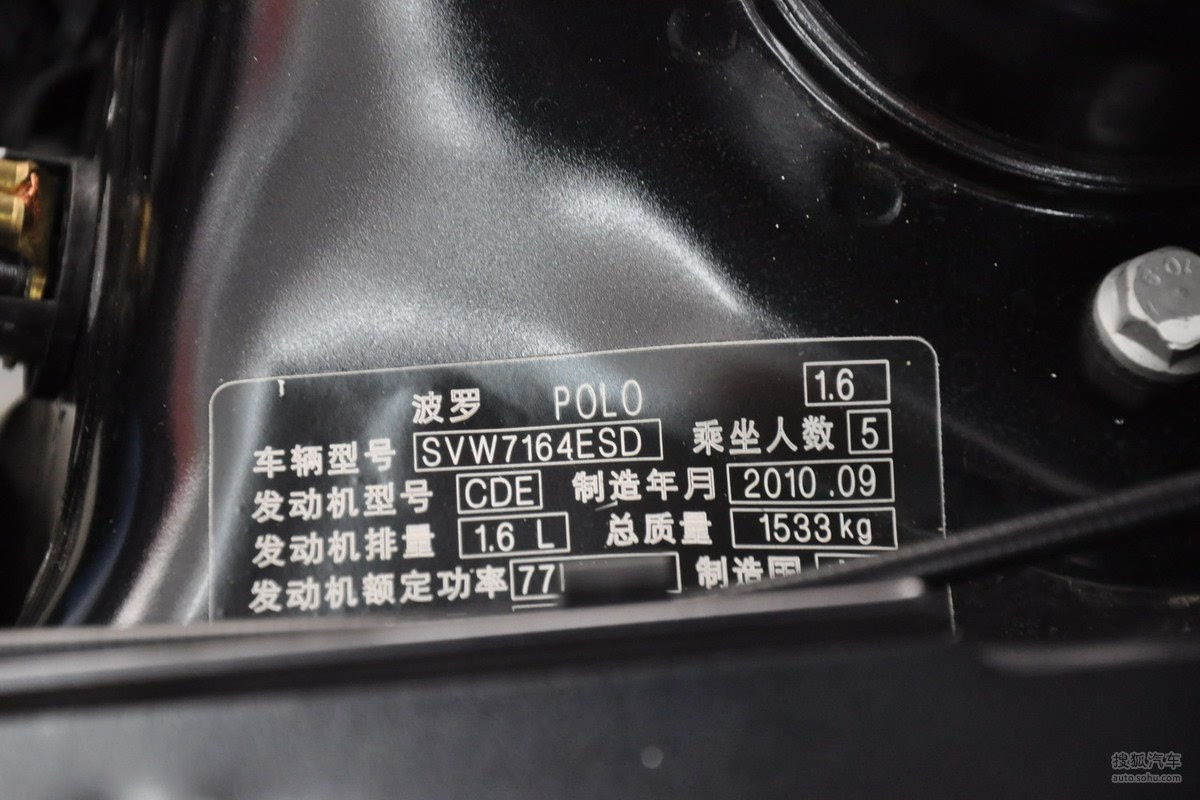 波罗 POLO 1.6
车辆型号 SVW7164ESD 乘坐人数 5
发动机型号 CDE 制造年月 2010.09
发动机排量 1.6 L 总质量 1533kg
发动机额定功率 77 制造国
搜狐汽车
auto.sohu.com